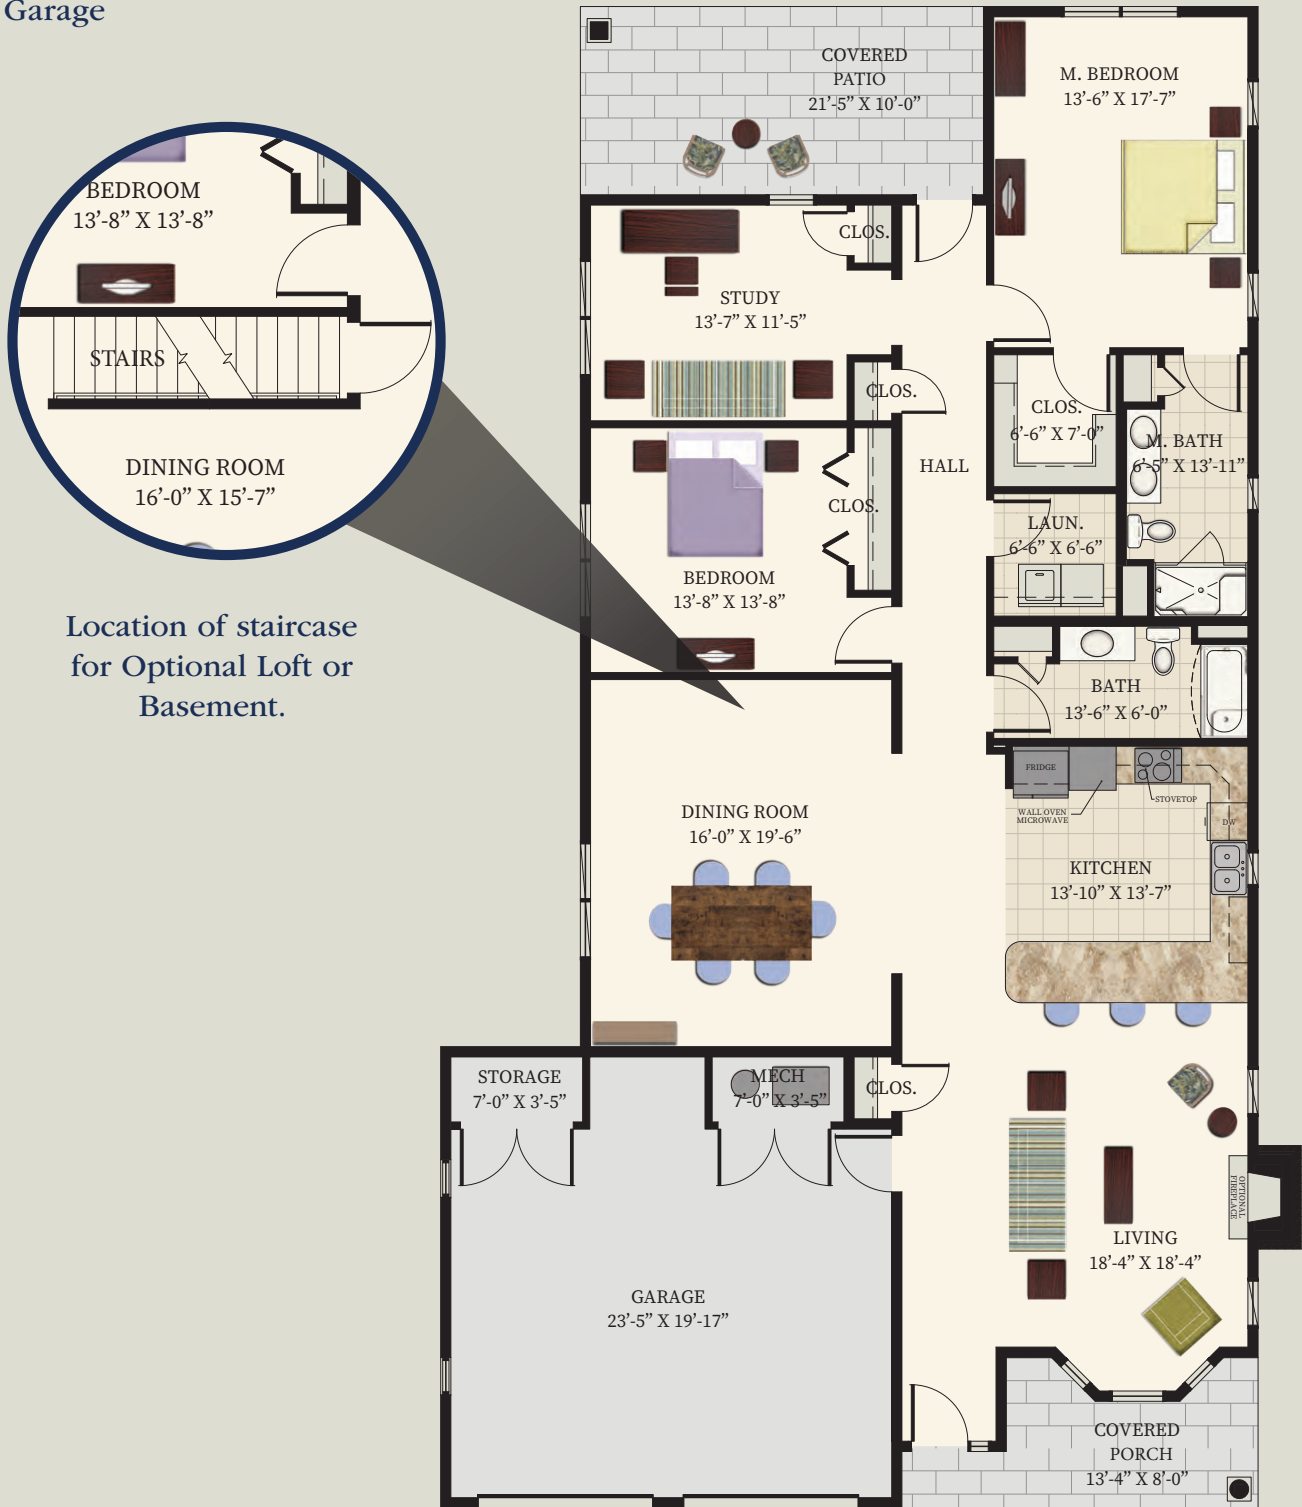 Garage
COVERED
PATIO
21’-5” X 10’-0”
M. BEDROOM
13’-6” X 17’-7”
BEDROOM
13’-8” X 13’-8”
STAIRS
DINING ROOM
16’-0” X 15’-7”
Location of staircase
for Optional Loft or
Basement.
CLOS.
STUDY
13’-7” X 11’-5”
CLOS.
CLOS.
6’-6” X 7’-0”
M. BATH
6’-5” X 13’-11”
HALL
CLOS.
LAUN.
6’-6” X 6’-6”
BEDROOM
13’-8” X 13’-8”
BATH
13’-6” X 6’-0”
FRIDGE
WALL OVEN
MICROWAVE
STOVETOP
DW
DINING ROOM
16’-0” X 19’-6”
KITCHEN
13’-10” X 13’-7”
STORAGE
7’-0” X 3’-5”
MECH
7’-0” X 3’-5”
CLOS.
OPTIONAL
FIREPLACE
LIVING
18’-4” X 18’-4”
GARAGE
23’-5” X 19’-17”
COVERED
PORCH
13’-4” X 8’-0”